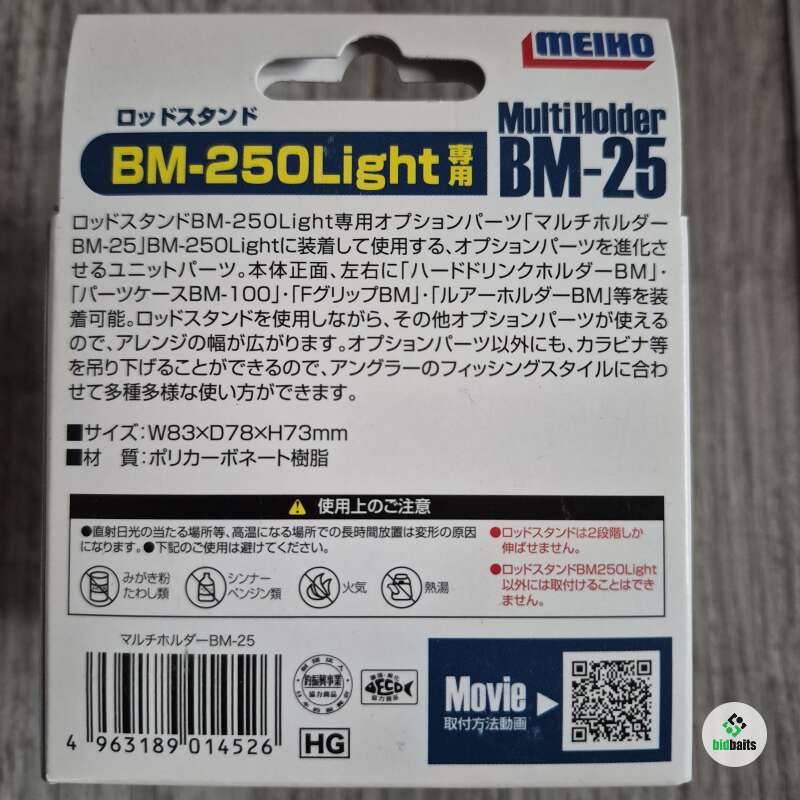 MEIHO
ロッドスタンド
BM-250Light専用
Multi Holder
BM-25
ロッドスタンドBM-250Light専用オプションパーツ「マルチホルダー
BM-25」BM-250Lightに装着して使用する、オプションパーツを進化さ
せるユニットパーツ。本体正面、左右に「ハードドリンクホルダーBM」・
「パーツケースBM-100」・「FグリップBM」・「ルアーホルダーBM」等を装
着可能。ロッドスタンドを使用しながら、その他オプションパーツが使える
ので、アレンジの幅が広がります。オプションパーツ以外にも、カラビナ等
を吊り下げることができるので、アングラーのフィッシングスタイルに合わ
せて多種多様な使い方ができます。
■サイズ：W83×D78×H73mm
■材　質：ポリカーボネート樹脂
使用上のご注意
●直射日光の当たる場所等、高温になる場所での長時間放置は変形の原因
になります。●下記のご使用は避けてください。
みがき粉
たわし類
シンナー
ベンジン類
火気
熱湯
●ロッドスタンドは2段階しか
伸ばせません。
●ロッドスタンドBM250Light
以外には取付けることはでき
ません。
マルチホルダーBM-25
4 963189 014526
HG
釣振興事業
協力商品
ECO
Movie
取付方法動画
bidbaits